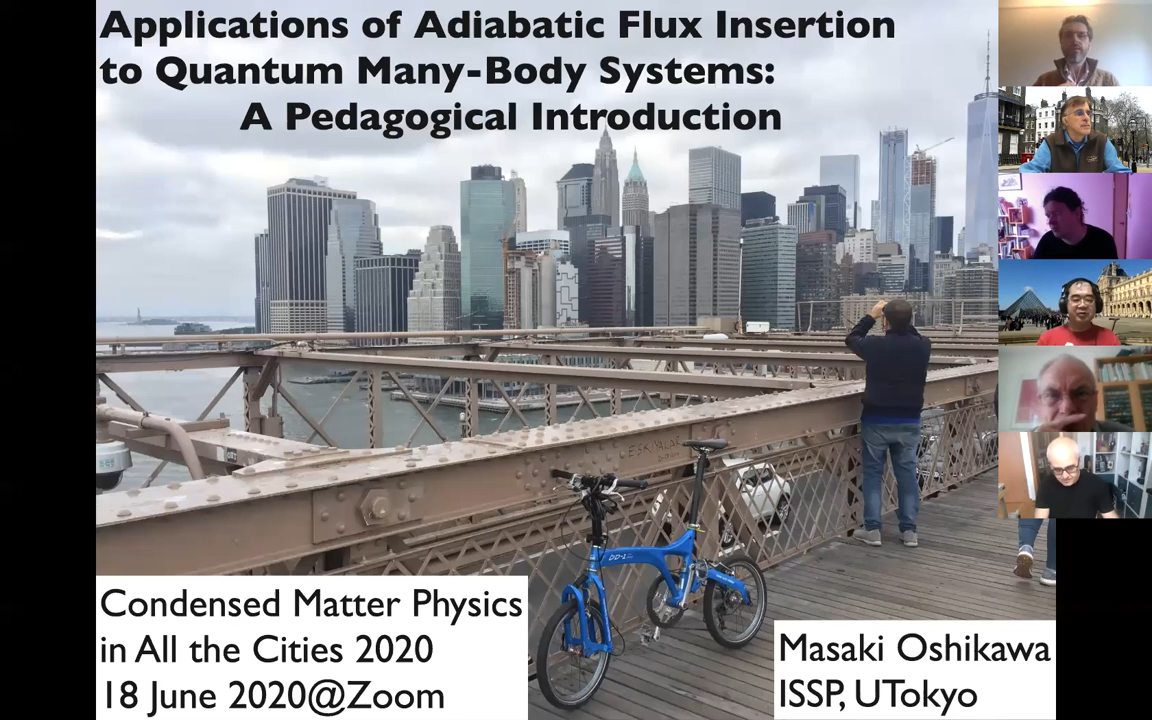 Applications of Adiabatic Flux Insertion
to Quantum Many-Body Systems:
A Pedagogical Introduction
Condensed Matter Physics
in All the Cities 2020
18 June 2020@Zoom
Masaki Oshikawa
ISSP, UTokyo